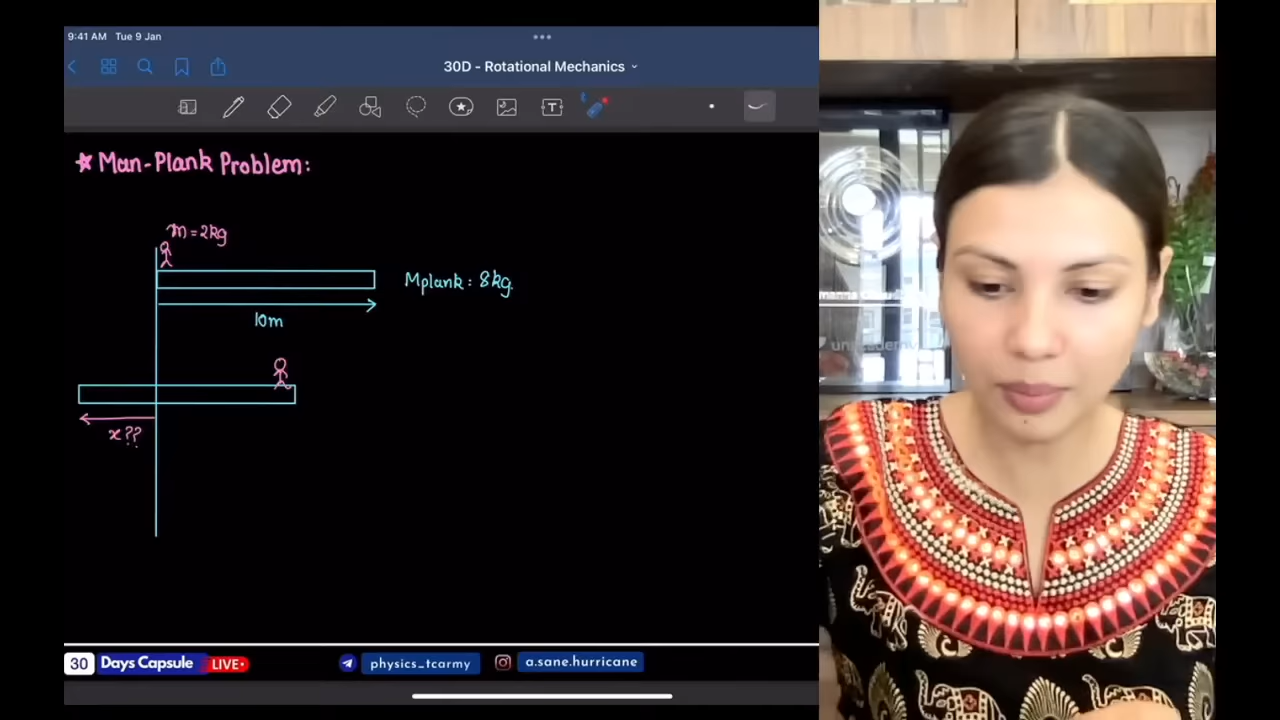 9:41 AM Tue 9 Jan
30D - Rotational Mechanics
★ Man-Plank Problem:
m = 2kg
Mplank : 8kg.
10m
x??
30 Days Capsule LIVE
physics_tcarmy
a.sane.hurricane